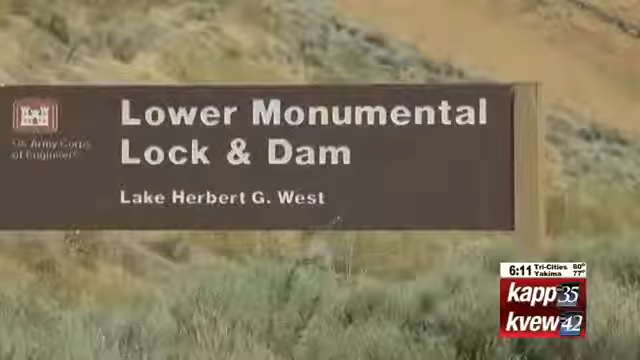 Lower Monumental
Lock & Dam
US Army Corps
of Engineers
Lake Herbert G. West
6:11 Tri-Cities 80°
Yakima 77°
kapp 35
kvew 42